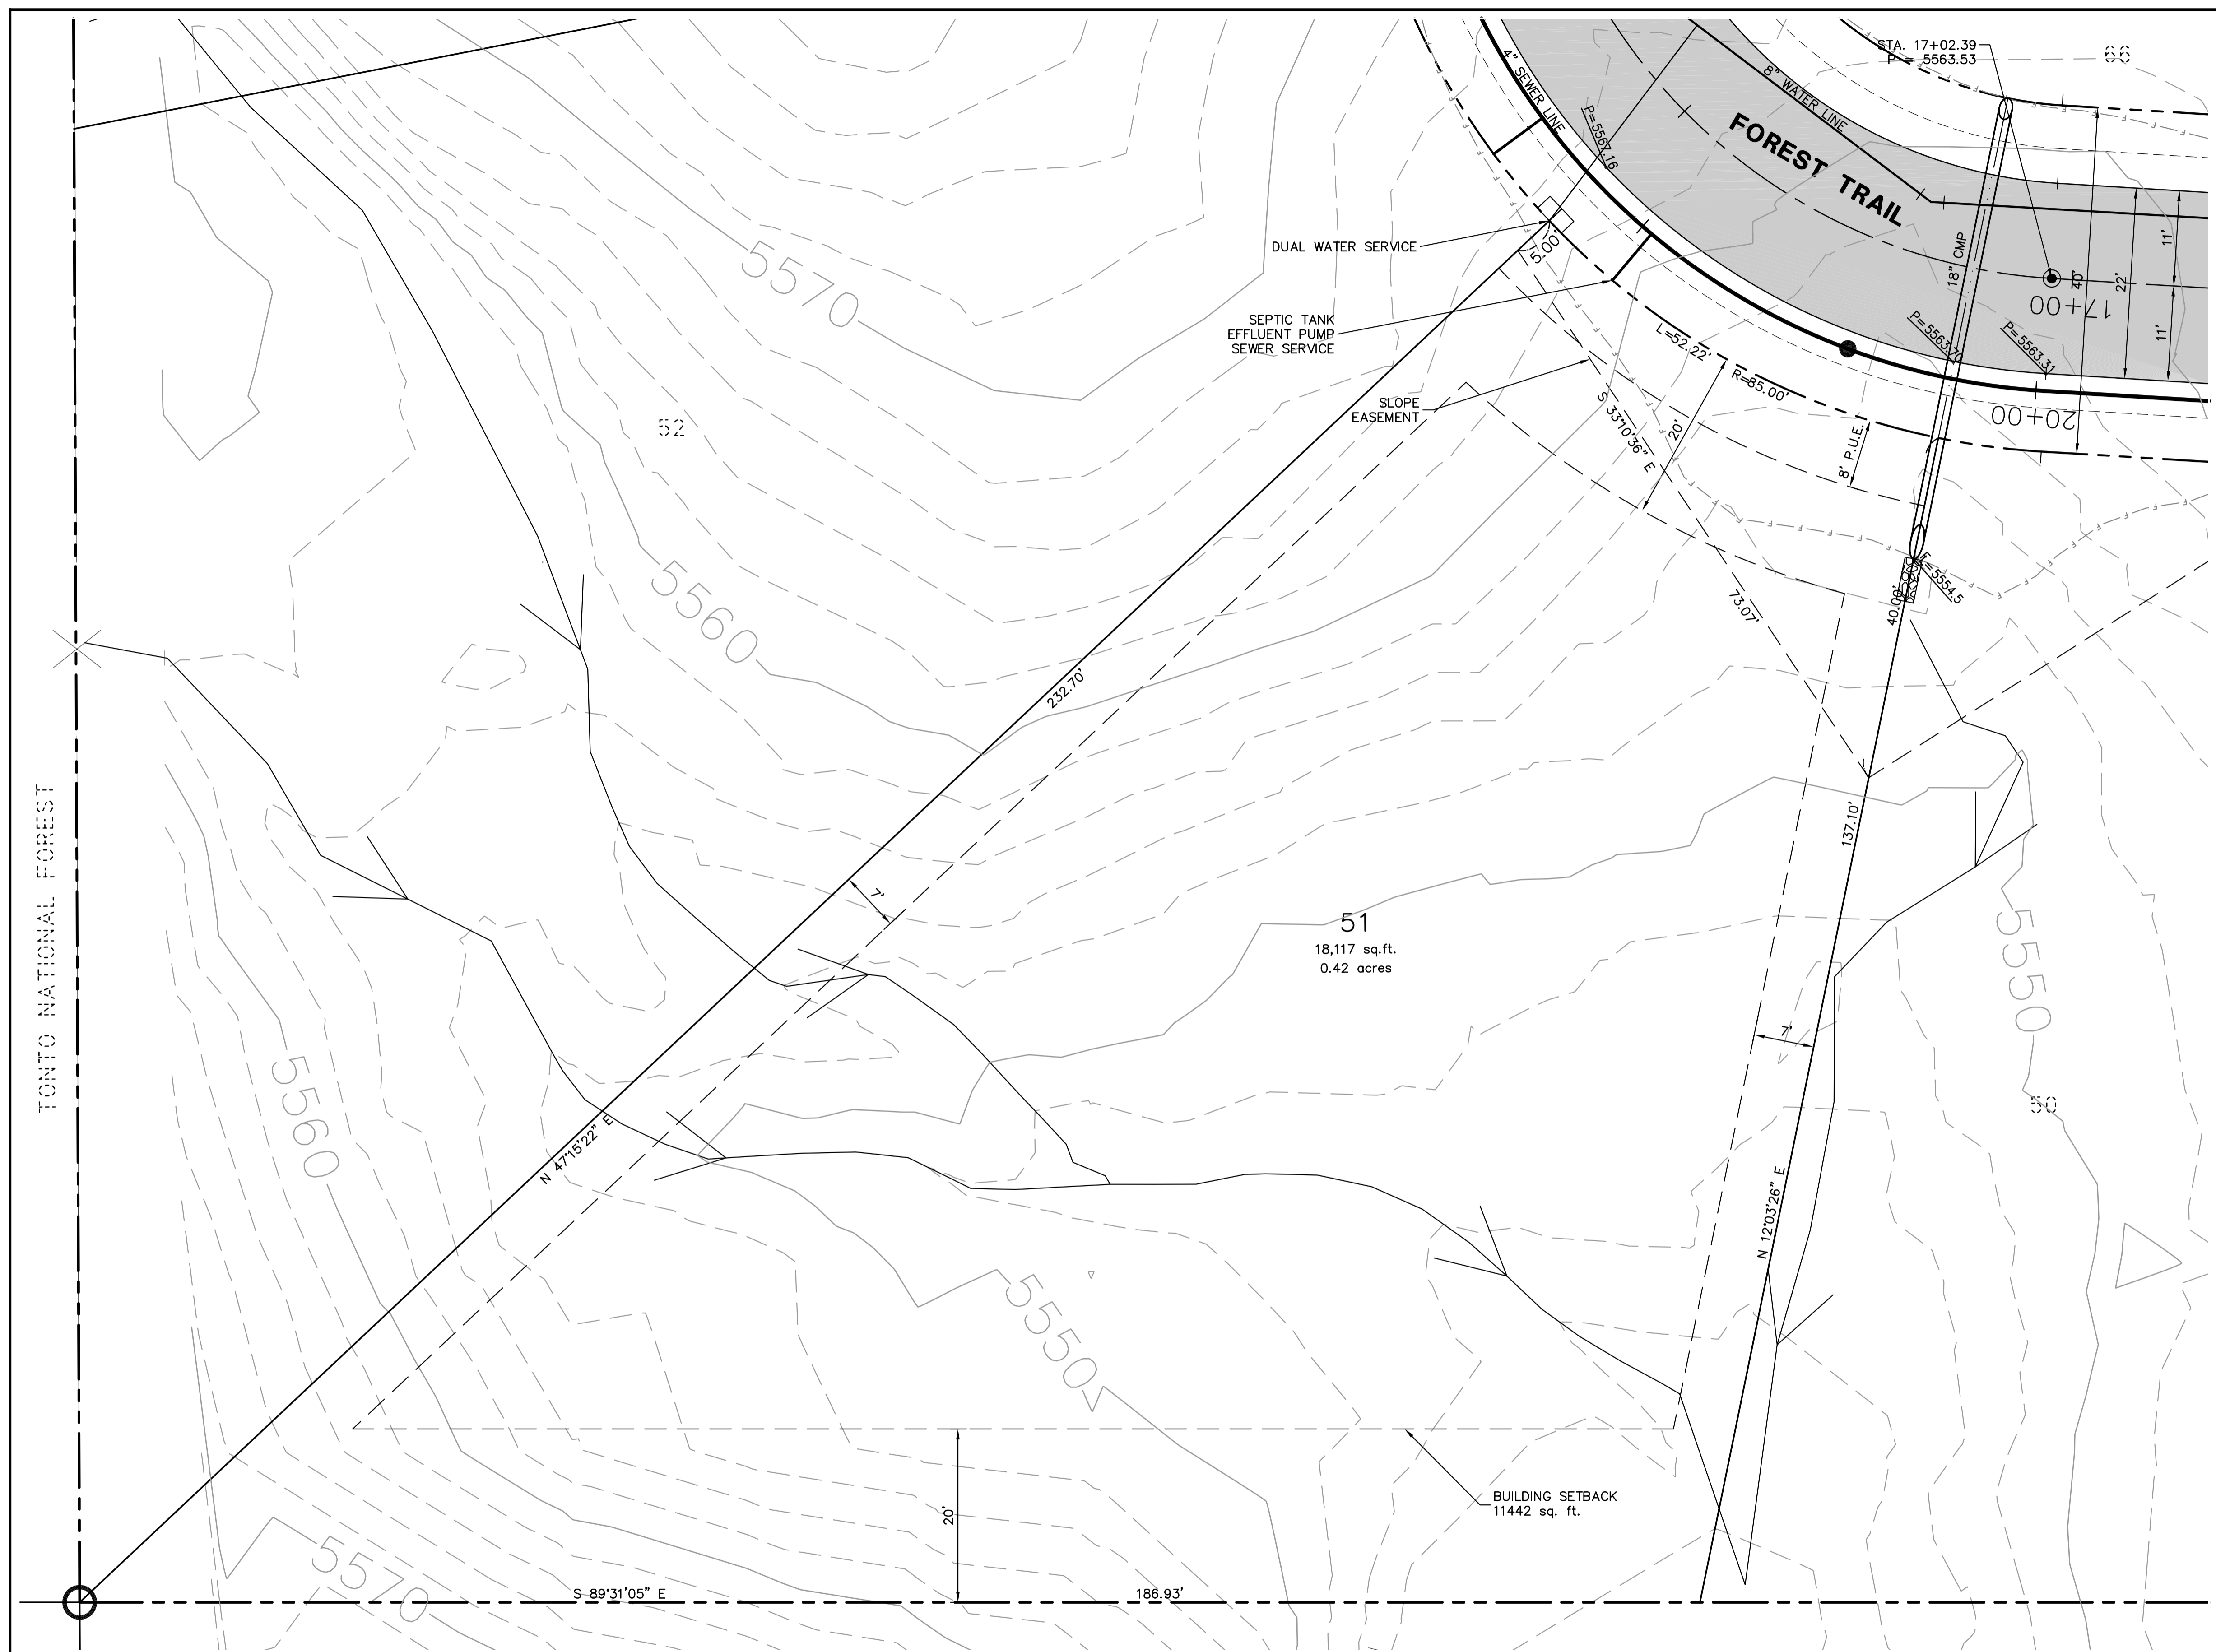 STA. 17+02.39
P = 5563.53
66
4" SEWER LINE
8" WATER LINE
P=5567.16
FOREST TRAIL
DUAL WATER SERVICE
5.00'
18" CMP
11'
22'
40'
17+00
11'
5570
SEPTIC TANK
EFFLUENT PUMP
SEWER SERVICE
L=52.22'
R=85.00'
P=5563.70
P=5563.31
20+00
SLOPE
EASEMENT
S 33°10'36" E
20'
8' P.U.E.
52
5560
73.07'
40.00'
E=5554.5
232.70'
137.10'
TONTO NATIONAL FOREST
7'
51
18,117 sq.ft.
0.42 acres
5550
7'
5560
N 47°15'22" E
50
N 12°03'26" E
5550
BUILDING SETBACK
11442 sq. ft.
20'
5570
S 89°31'05" E
186.93'